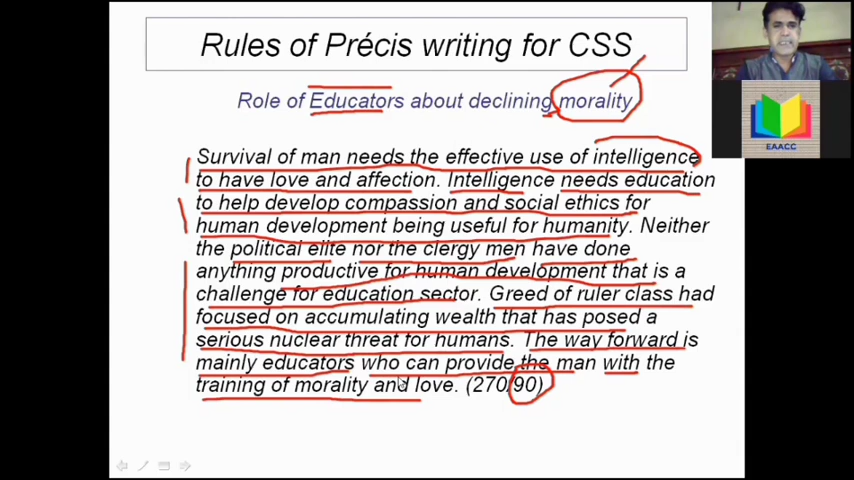 Rules of Précis writing for CSS
Role of Educators about declining morality
Survival of man needs the effective use of intelligence
to have love and affection. Intelligence needs education
to help develop compassion and social ethics for
human development being useful for humanity. Neither
the political elite nor the clergy men have done
anything productive for human development that is a
challenge for education sector. Greed of ruler class had
focused on accumulating wealth that has posed a
serious nuclear threat for humans. The way forward is
mainly educators who can provide the man with the
training of morality and love. (270/90)
EAACC